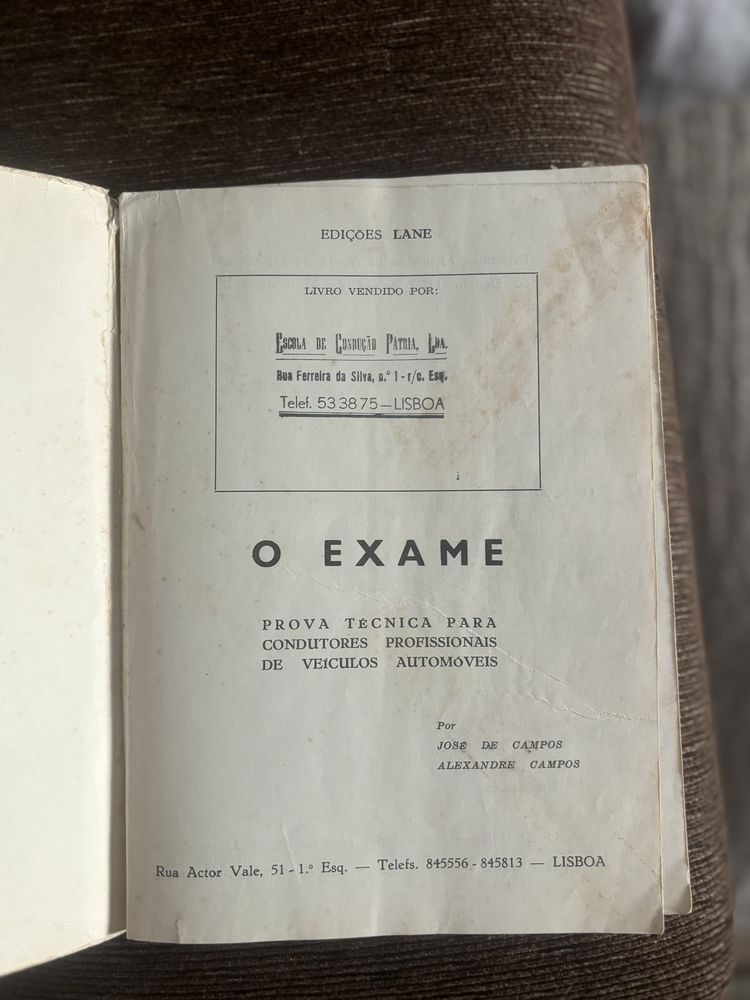 EDIÇÕES LANE
LIVRO VENDIDO POR:
ESCOLA DE CONDUÇÃO PÁTRIA, LDA.
Rua Ferreira da Silva, n.º 1 - r/c. Esq.
Telef. 53 38 75 — LISBOA
O EXAME
PROVA TÉCNICA PARA
CONDUTORES PROFISSIONAIS
DE VEÍCULOS AUTOMÓVEIS
Por
JOSÉ DE CAMPOS
ALEXANDRE CAMPOS
Rua Actor Vale, 51 - 1.º Esq. — Telefs. 845556 - 845813 — LISBOA